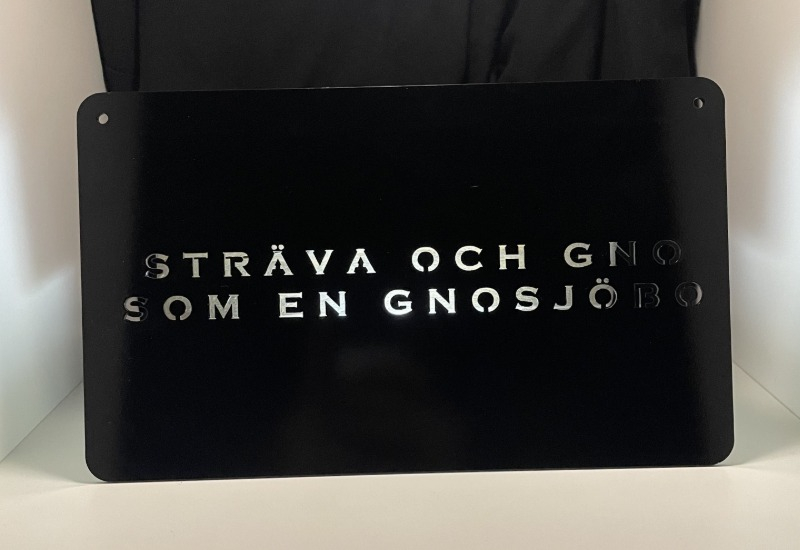 STRÄVA OCH GNO
SOM EN GNOSJÖBO